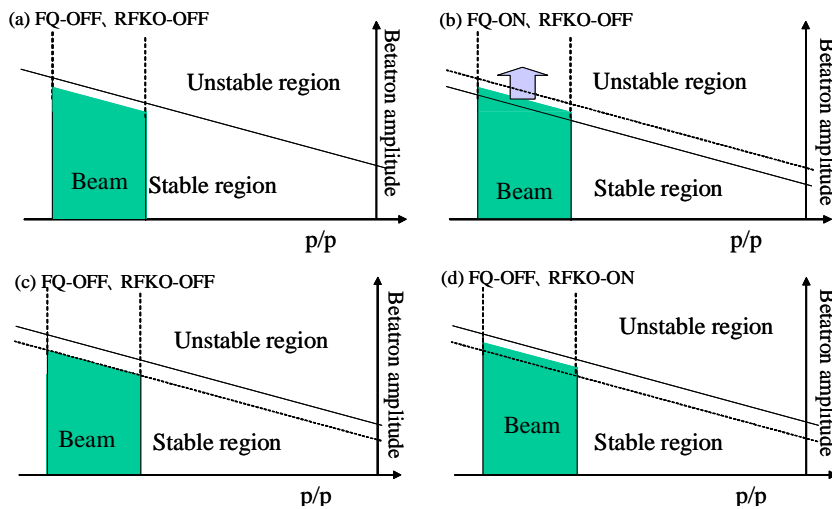 (a) FQ-OFF、RFKO-OFF
Betatron amplitude
Unstable region
Beam
Stable region
p/p
(b) FQ-ON、RFKO-OFF
Betatron amplitude
Unstable region
Beam
Stable region
p/p
(c) FQ-OFF、RFKO-OFF
Betatron amplitude
Unstable region
Beam
Stable region
p/p
(d) FQ-OFF、RFKO-ON
Betatron amplitude
Unstable region
Beam
Stable region
p/p